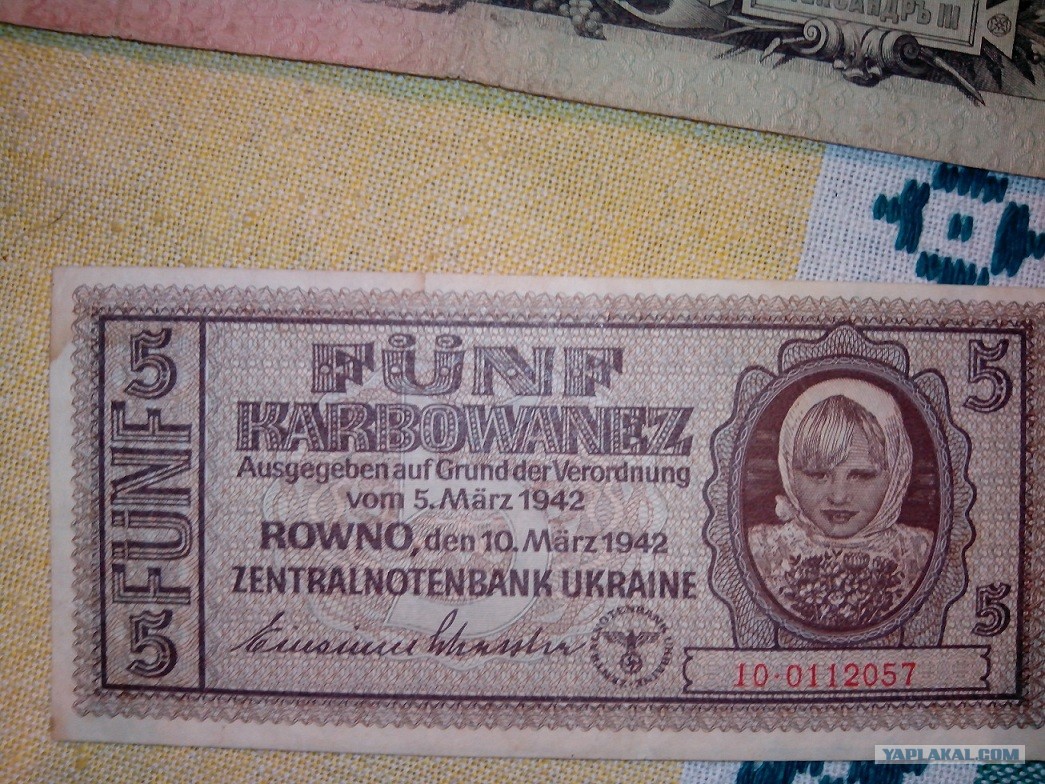 АЛЕКСАНДРЪ III
5
FÜNF
5
FÜNF
KARBOWANEZ
Ausgegeben auf Grund der Verordnung
vom 5. März 1942
ROWNO, den 10. März 1942
ZENTRALNOTENBANK UKRAINE
5
5
10·0112057
YAPLAKAL.COM